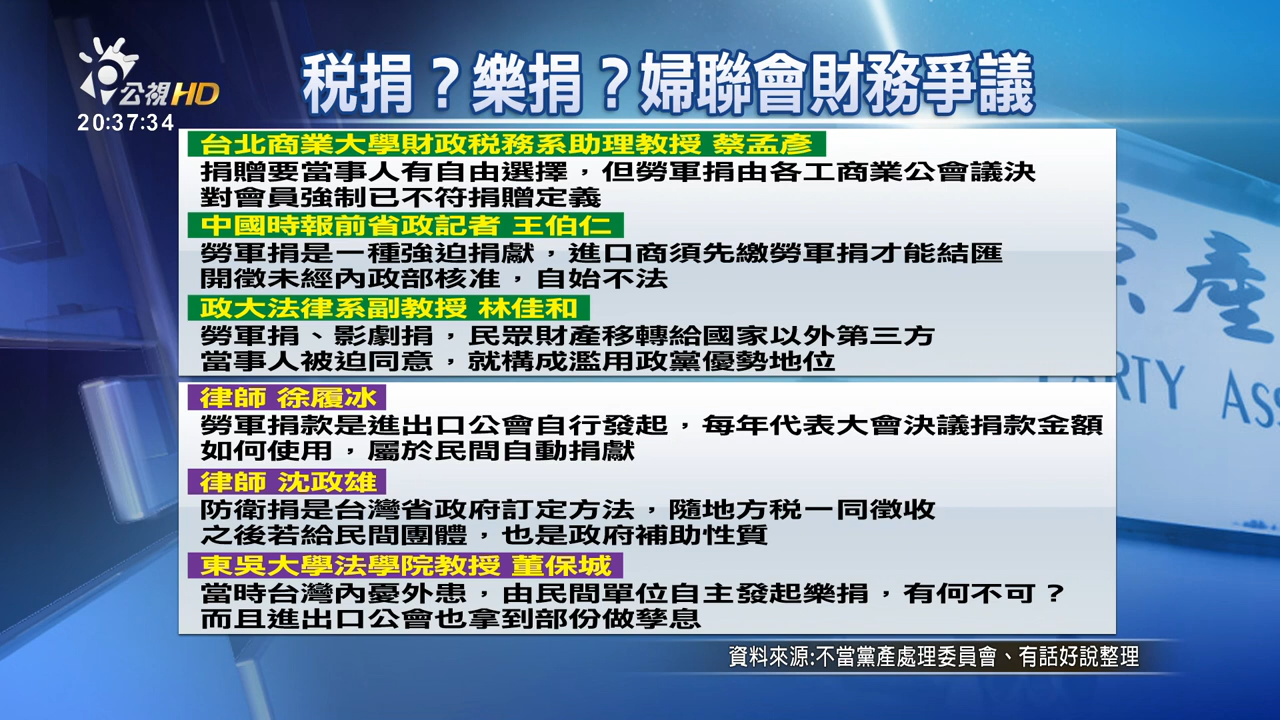 公視HD
20:37:34
税捐？樂捐？婦聯會財務爭議
台北商業大學財政税務系助理教授 蔡孟彥
捐贈要當事人有自由選擇，但勞軍捐由各工商業公會議決
對會員強制已不符捐贈定義
中國時報前省政記者 王伯仁
勞軍捐是一種強迫捐獻，進口商須先繳勞軍捐才能結匯
開徵未經內政部核准，自始不法
政大法律系副教授 林佳和
勞軍捐、影劇捐，民眾財產移轉給國家以外第三方
當事人被迫同意，就構成濫用政黨優勢地位
律師 徐履冰
勞軍捐款是進出口公會自行發起，每年代表大會決議捐款金額
如何使用，屬於民間自動捐獻
律師 沈政雄
防衛捐是台灣省政府訂定方法，隨地方税一同徵收
之後若給民間團體，也是政府補助性質
東吳大學法學院教授 董保城
當時台灣內憂外患，由民間單位自主發起樂捐，有何不可？
而且進出口公會也拿到部份做孳息
產
PARTY ASS
資料來源:不當黨產處理委員會、有話好說整理